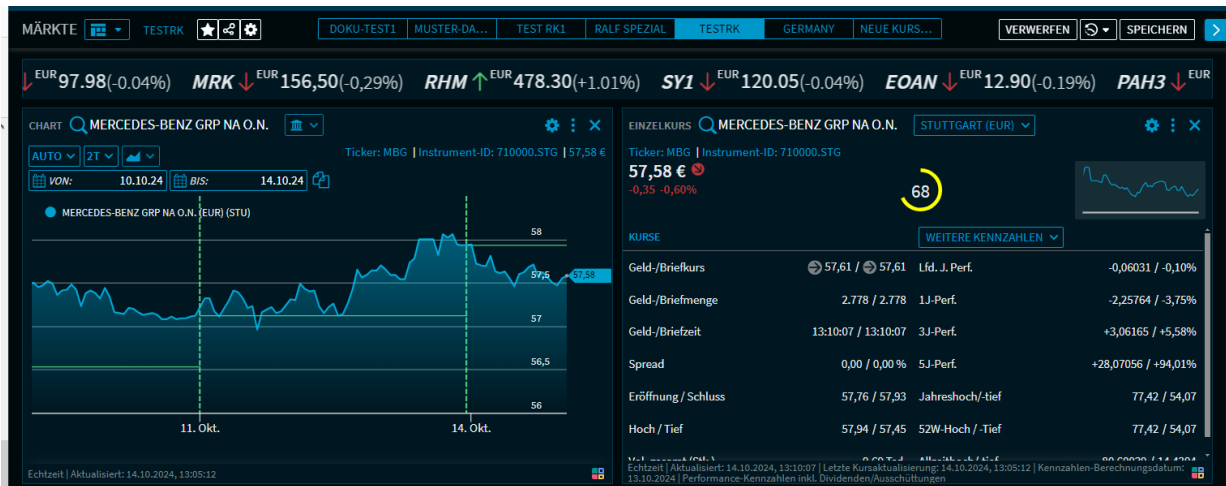 MÄRKTE TESTRK DOKU-TEST1 MUSTER-DA... TEST RK1 RALF SPEZIAL TESTRK GERMANY NEUE KURS... VERWERFEN SPEICHERN
EUR 97.98(-0.04%) MRK EUR 156,50(-0,29%) RHM EUR 478.30(+1.01%) SY1 EUR 120.05(-0.04%) EOAN EUR 12.90(-0.19%) PAH3 EUR
CHART MERCEDES-BENZ GRP NA O.N.
AUTO 2T Ticker: MBG | Instrument-ID: 710000.STG | 57,58 €
VON: 10.10.24 BIS: 14.10.24
MERCEDES-BENZ GRP NA O.N. (EUR) (STU)
58
57,5 57,58
57
56,5
56
11. Okt. 14. Okt.
Echtzeit | Aktualisiert: 14.10.2024, 13:05:12
EINZELKURS MERCEDES-BENZ GRP NA O.N. STUTTGART (EUR)
Ticker: MBG | Instrument-ID: 710000.STG
57,58 €
-0,35 -0,60%
68
KURSE WEITERE KENNZAHLEN
Geld-/Briefkurs 57,61 / 57,61 Lfd. J. Perf. -0,06031 / -0,10%
Geld-/Briefmenge 2.778 / 2.778 1J-Perf. -2,25764 / -3,75%
Geld-/Briefzeit 13:10:07 / 13:10:07 3J-Perf. +3,06165 / +5,58%
Spread 0,00 / 0,00 % 5J-Perf. +28,07056 / +94,01%
Eröffnung / Schluss 57,76 / 57,93 Jahreshoch/-tief 77,42 / 54,07
Hoch / Tief 57,94 / 57,45 52W-Hoch / -Tief 77,42 / 54,07
Echtzeit | Aktualisiert: 14.10.2024, 13:10:07 | Letzte Kursaktualisierung: 14.10.2024, 13:05:12 | Kennzahlen-Berechnungsdatum:
13.10.2024 | Performance-Kennzahlen inkl. Dividenden/Ausschüttungen